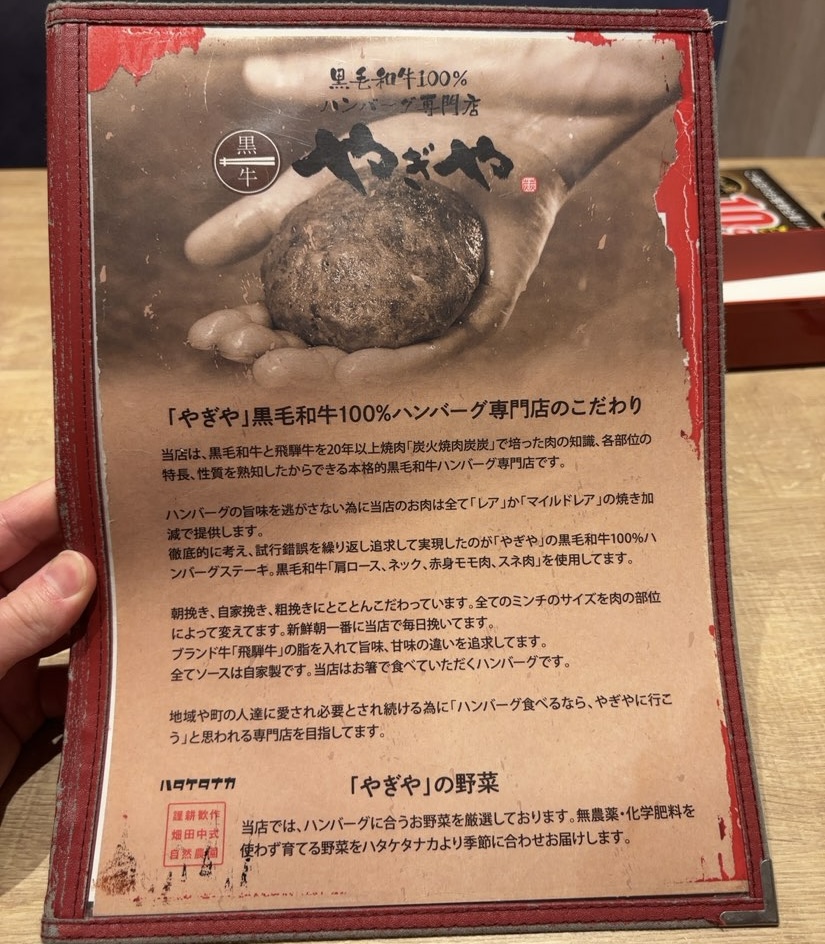 黒毛和牛100%
ハンバーグ専門店
黒牛
やぎや
「やぎや」黒毛和牛100%ハンバーグ専門店のこだわり
当店は、黒毛和牛と飛騨牛を20年以上焼肉「炭火焼肉炭炭」で培った肉の知識、各部位の
特長、性質を熟知したからできる本格的黒毛和牛ハンバーグ専門店です。
ハンバーグの旨味を逃がさない為に当店のお肉は全て「レア」か「マイルドレア」の焼き加
減で提供します。
徹底的に考え、試行錯誤を繰り返し追求して実現したのが「やぎや」の黒毛和牛100%ハ
ンバーグステーキ。黒毛和牛「肩ロース、ネック、赤身モモ肉、スネ肉」を使用してます。
朝挽き、自家挽き、粗挽きにとことんこだわっています。全てのミンチのサイズを肉の部位
によって変えてます。新鮮朝一番に当店で毎日挽いてます。
ブランド牛「飛騨牛」の脂を入れて旨味、甘味の違いを追求してます。
全てソースは自家製です。当店はお箸で食べていただくハンバーグです。
地域や町の人達に愛され必要とされ続ける為に「ハンバーグ食べるなら、やぎやに行こ
う」と思われる専門店を目指してます。
ハタケタナカ
「やぎや」の野菜
謹耕歓作
畑田中式
自然農園
当店では、ハンバーグに合うお野菜を厳選しております。無農薬・化学肥料を
使わず育てる野菜をハタケタナカより季節に合わせお届けします。